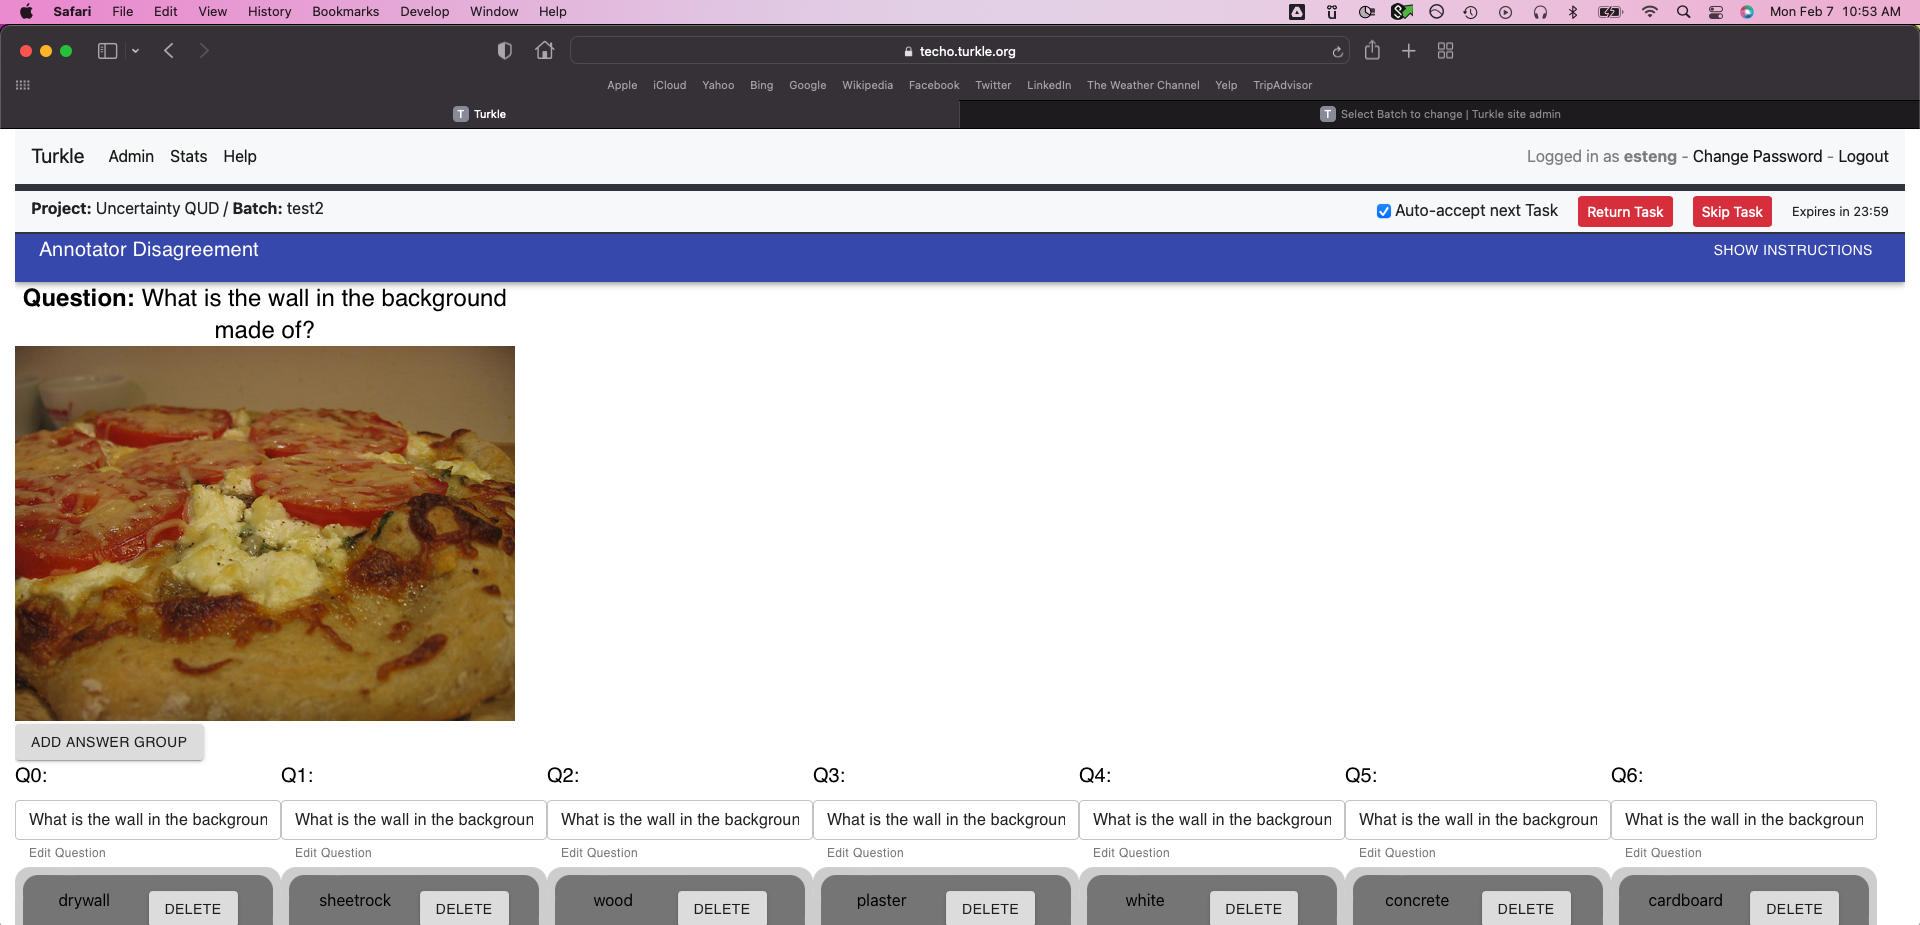 Safari File Edit View History Bookmarks Develop Window Help Mon Feb 7 10:53 AM
techo.turkle.org
Apple iCloud Yahoo Bing Google Wikipedia Facebook Twitter LinkedIn The Weather Channel Yelp TripAdvisor
T Turkle T Select Batch to change | Turkle site admin
Turkle Admin Stats Help Logged in as esteng - Change Password - Logout
Project: Uncertainty QUD / Batch: test2 Auto-accept next Task Return Task Skip Task Expires in 23:59
Annotator Disagreement SHOW INSTRUCTIONS
Question: What is the wall in the background
made of?
ADD ANSWER GROUP
Q0: Q1: Q2: Q3: Q4: Q5: Q6:
What is the wall in the backgroun What is the wall in the backgroun What is the wall in the backgroun What is the wall in the backgroun What is the wall in the backgroun What is the wall in the backgroun What is the wall in the backgroun
Edit Question Edit Question Edit Question Edit Question Edit Question Edit Question Edit Question
drywall DELETE sheetrock DELETE wood DELETE plaster DELETE white DELETE concrete DELETE cardboard DELETE